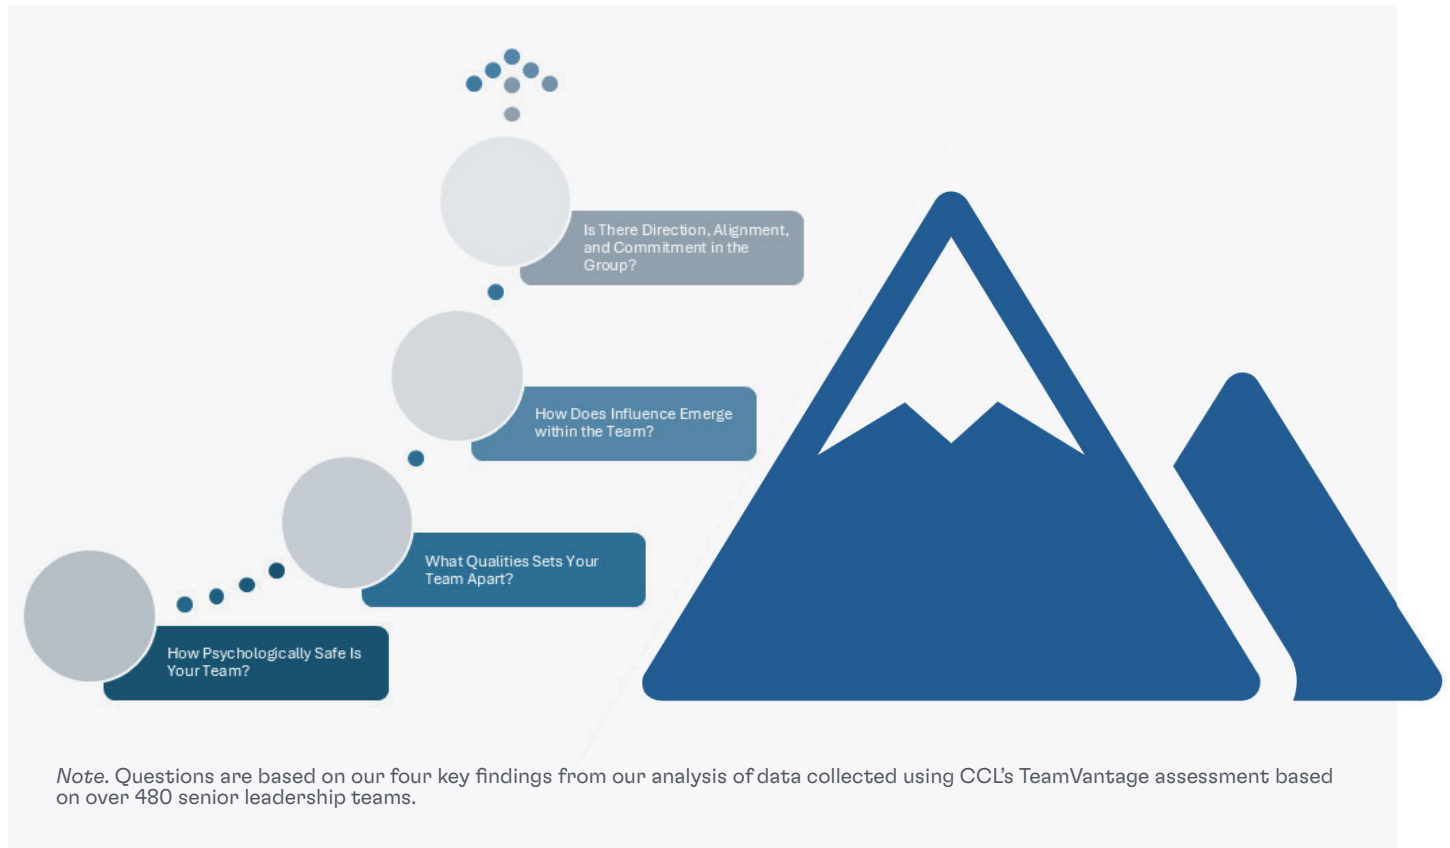 Is There Direction, Alignment,
and Commitment in the
Group?
How Does Influence Emerge
within the Team?
What Qualities Sets Your
Team Apart?
How Psychologically Safe Is
Your Team?
Note. Questions are based on our four key findings from our analysis of data collected using CCL’s TeamVantage assessment based
on over 480 senior leadership teams.